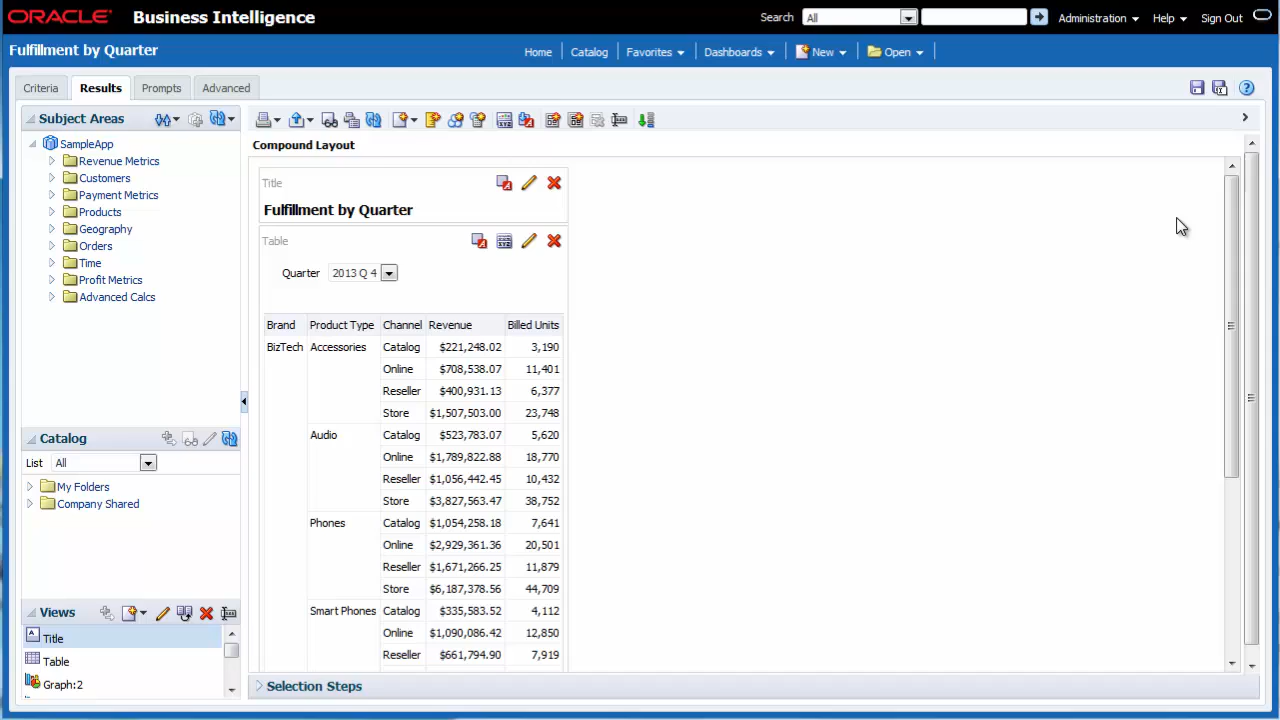 ORACLE Business Intelligence Search All Administration Help Sign Out
Fulfillment by Quarter Home Catalog Favorites Dashboards New Open
Criteria Results Prompts Advanced
Subject Areas
SampleApp
Revenue Metrics
Customers
Payment Metrics
Products
Geography
Orders
Time
Profit Metrics
Advanced Calcs
Catalog
List All
My Folders
Company Shared
Views
Title
Table
Graph:2
Compound Layout
Title
Fulfillment by Quarter
Table
Quarter 2013 Q 4
Brand Product Type Channel Revenue Billed Units
BizTech Accessories Catalog $221,248.02 3,190
Online $708,538.07 11,401
Reseller $400,931.13 6,377
Store $1,507,503.00 23,748
Audio Catalog $523,783.07 5,620
Online $1,789,822.88 18,770
Reseller $1,056,442.45 10,432
Store $3,827,563.47 38,752
Phones Catalog $1,054,258.18 7,641
Online $2,929,361.36 20,501
Reseller $1,671,266.25 11,879
Store $6,187,378.56 44,709
Smart Phones Catalog $335,583.52 4,112
Online $1,090,086.42 12,850
Reseller $661,794.90 7,919
Selection Steps